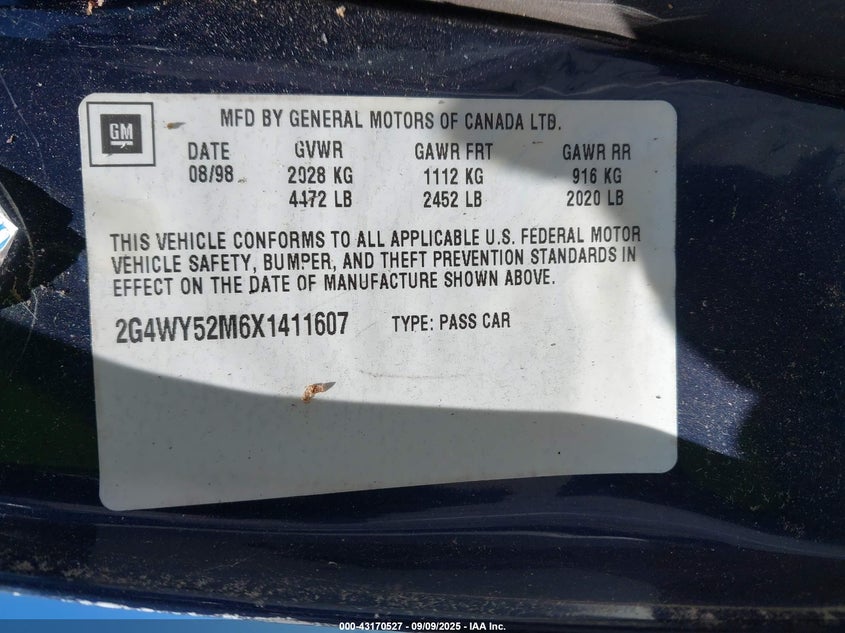 GM
MFD BY GENERAL MOTORS OF CANADA LTD.
DATE GVWR GAWR FRT GAWR RR
08/98 2028 KG 1112 KG 916 KG
4472 LB 2452 LB 2020 LB
THIS VEHICLE CONFORMS TO ALL APPLICABLE U.S. FEDERAL MOTOR
VEHICLE SAFETY, BUMPER, AND THEFT PREVENTION STANDARDS IN
EFFECT ON THE DATE OF MANUFACTURE SHOWN ABOVE.
2G4WY52M6X1411607 TYPE: PASS CAR
000-43170527 - 09/09/2025 - IAA Inc.